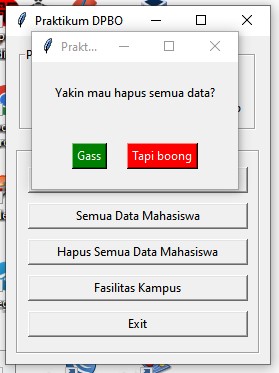 Praktikum DPBO
Prakt...
Yakin mau hapus semua data?
Gass
Tapi boong
Semua Data Mahasiswa
Hapus Semua Data Mahasiswa
Fasilitas Kampus
Exit